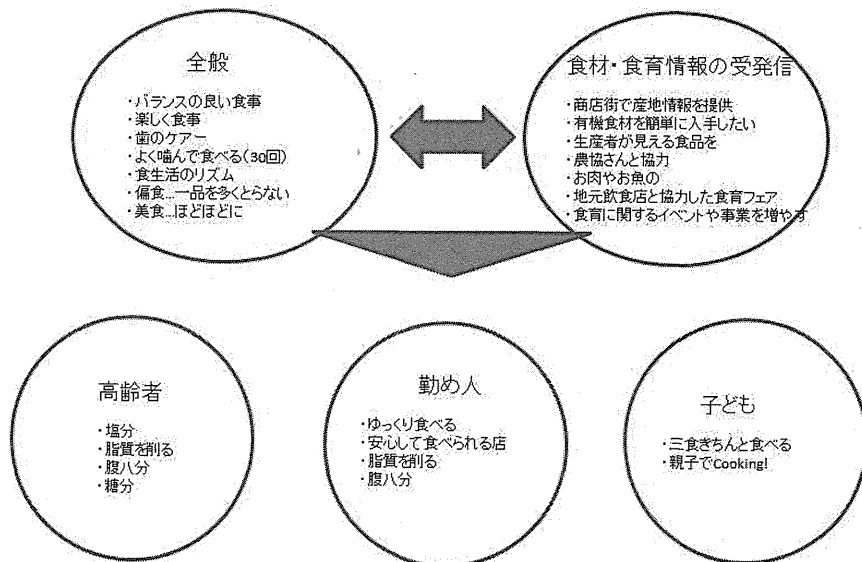 全般
・バランスの良い食事
・楽しく食事
・歯のケアー
・よく噛んで食べる（30回）
・食生活のリズム
・偏食…一品を多くとらない
・美食…ほどほどに
食材・食育情報の受発信
・商店街で産地情報を提供
・有機食材を簡単に入手したい
・生産者が見える食品を
・農協さんと協力
・お肉やお魚の
・地元飲食店と協力した食育フェア
・食育に関するイベントや事業を増やす
高齢者
・塩分
・脂質を削る
・腹八分
・糖分
勤め人
・ゆっくり食べる
・安心して食べられる店
・脂質を削る
・腹八分
子ども
・三食きちんと食べる
・親子でCooking!